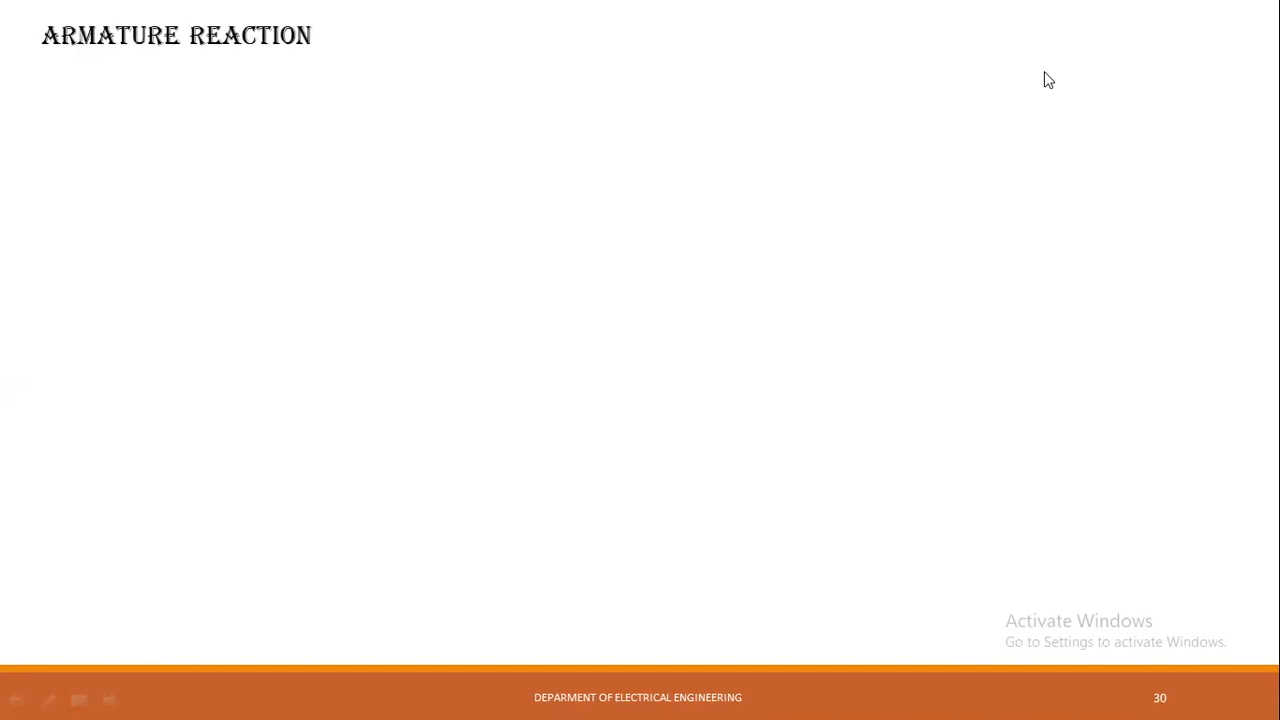 ARMATURE REACTION
Activate Windows
Go to Settings to activate Windows.
DEPARMENT OF ELECTRICAL ENGINEERING
30